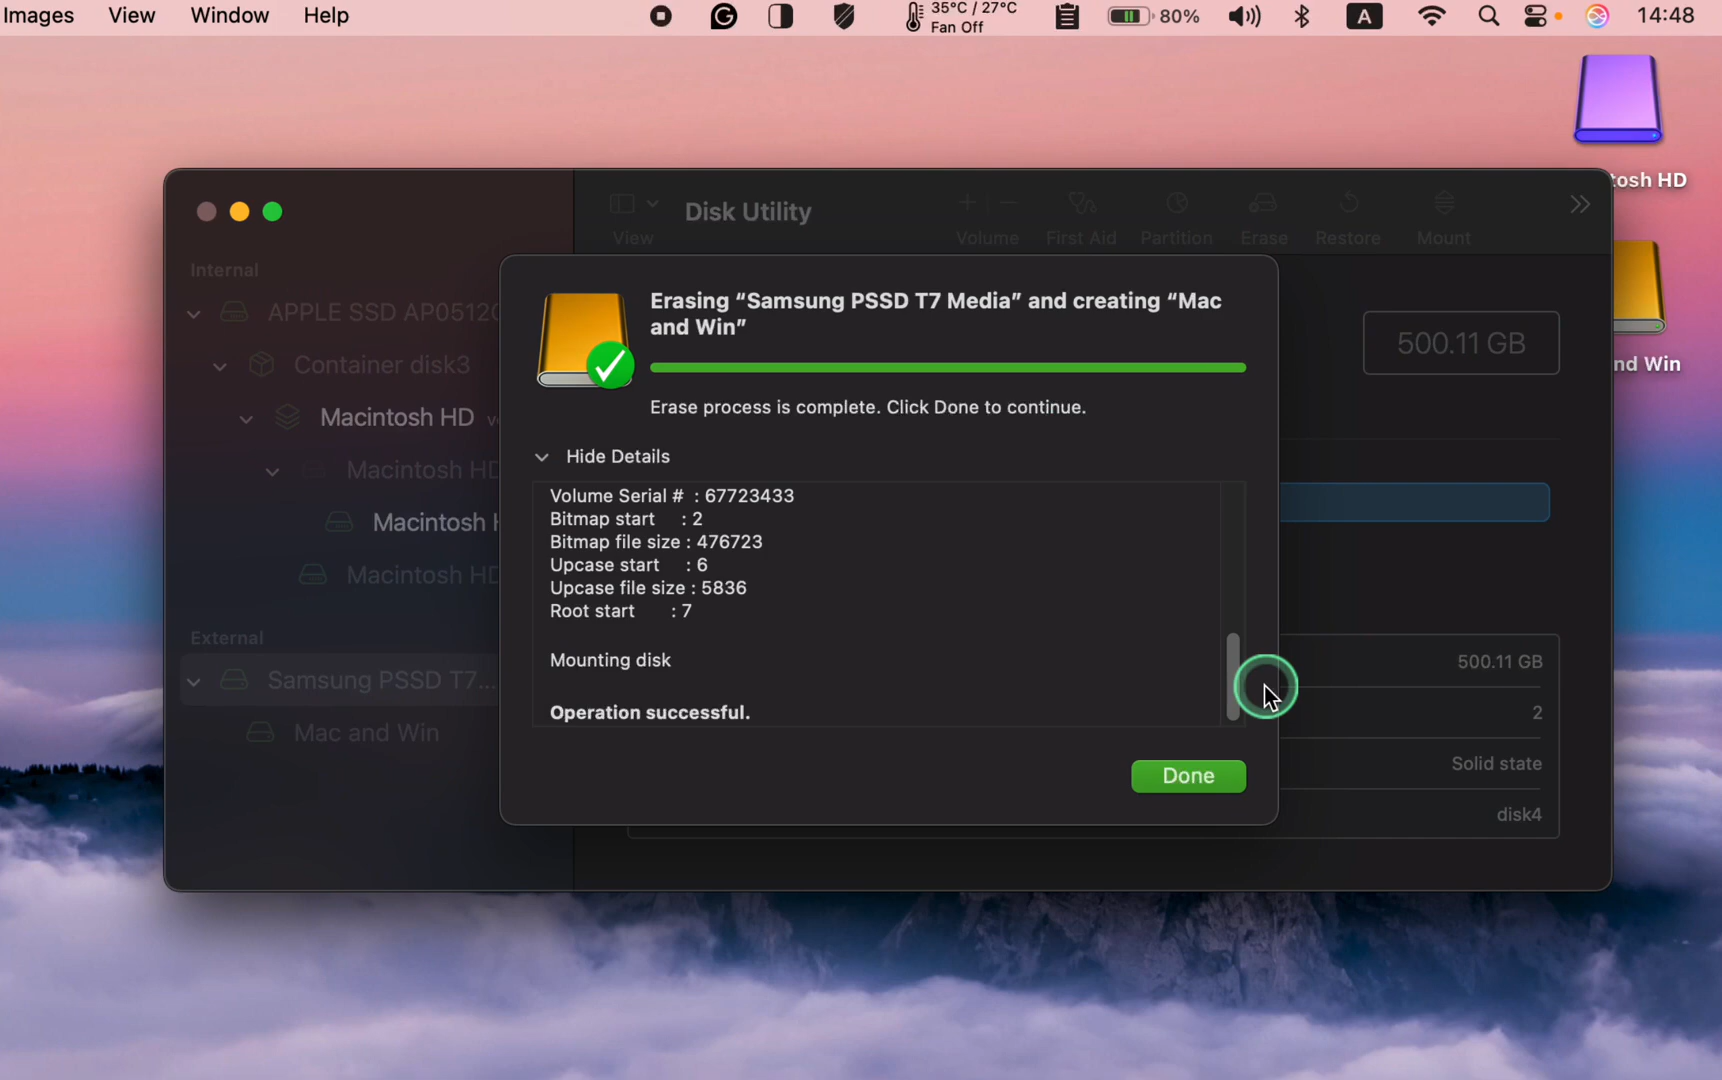 Images View Window Help
35°C / 27°C
Fan Off
80%
A
14:48
tosh HD
nd Win
Disk Utility
View
Volume First Aid Partition Erase Restore Mount
Internal
APPLE SSD AP0512
Container disk3
Macintosh HD
Macintosh HD
Macintosh H
Macintosh HD
External
Samsung PSSD T7...
Mac and Win
500.11 GB
Erasing “Samsung PSSD T7 Media” and creating “Mac
and Win”
Erase process is complete. Click Done to continue.
Hide Details
Volume Serial # : 67723433
Bitmap start : 2
Bitmap file size : 476723
Upcase start : 6
Upcase file size : 5836
Root start : 7
Mounting disk
Operation successful.
Done
500.11 GB
2
Solid state
disk4